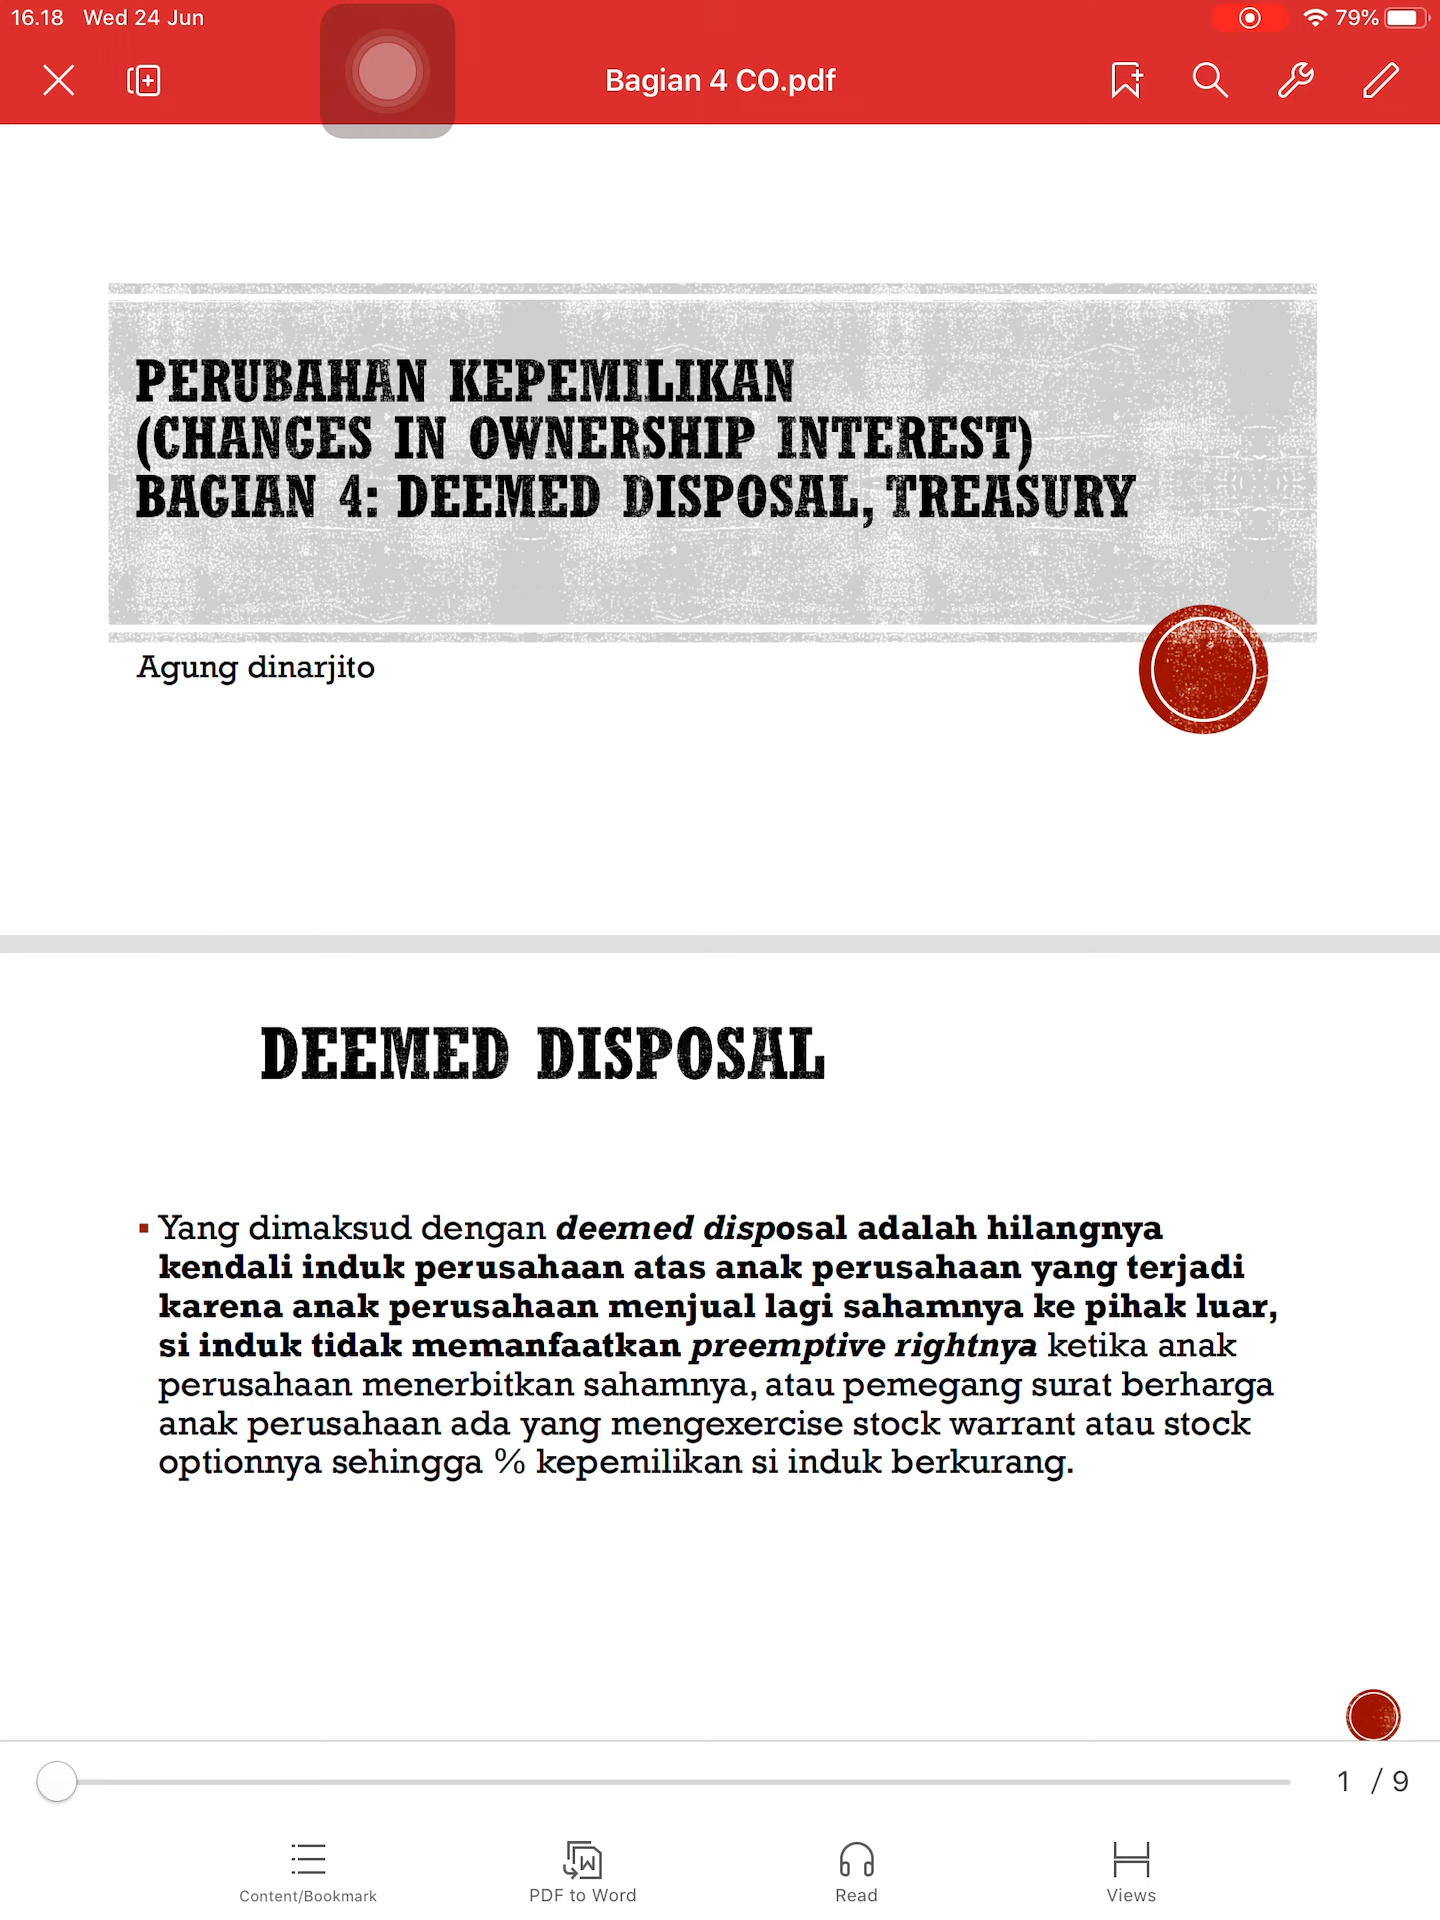 16.18 Wed 24 Jun
79%
Bagian 4 CO.pdf
PERUBAHAN KEPEMILIKAN
(CHANGES IN OWNERSHIP INTEREST)
BAGIAN 4: DEEMED DISPOSAL, TREASURY
Agung dinarjito
DEEMED DISPOSAL
Yang dimaksud dengan deemed disposal adalah hilangnya
kendali induk perusahaan atas anak perusahaan yang terjadi
karena anak perusahaan menjual lagi sahamnya ke pihak luar,
si induk tidak memanfaatkan preemptive rightnya ketika anak
perusahaan menerbitkan sahamnya, atau pemegang surat berharga
anak perusahaan ada yang mengexercise stock warrant atau stock
optionnya sehingga % kepemilikan si induk berkurang.
1 / 9
Content/Bookmark
PDF to Word
Read
Views